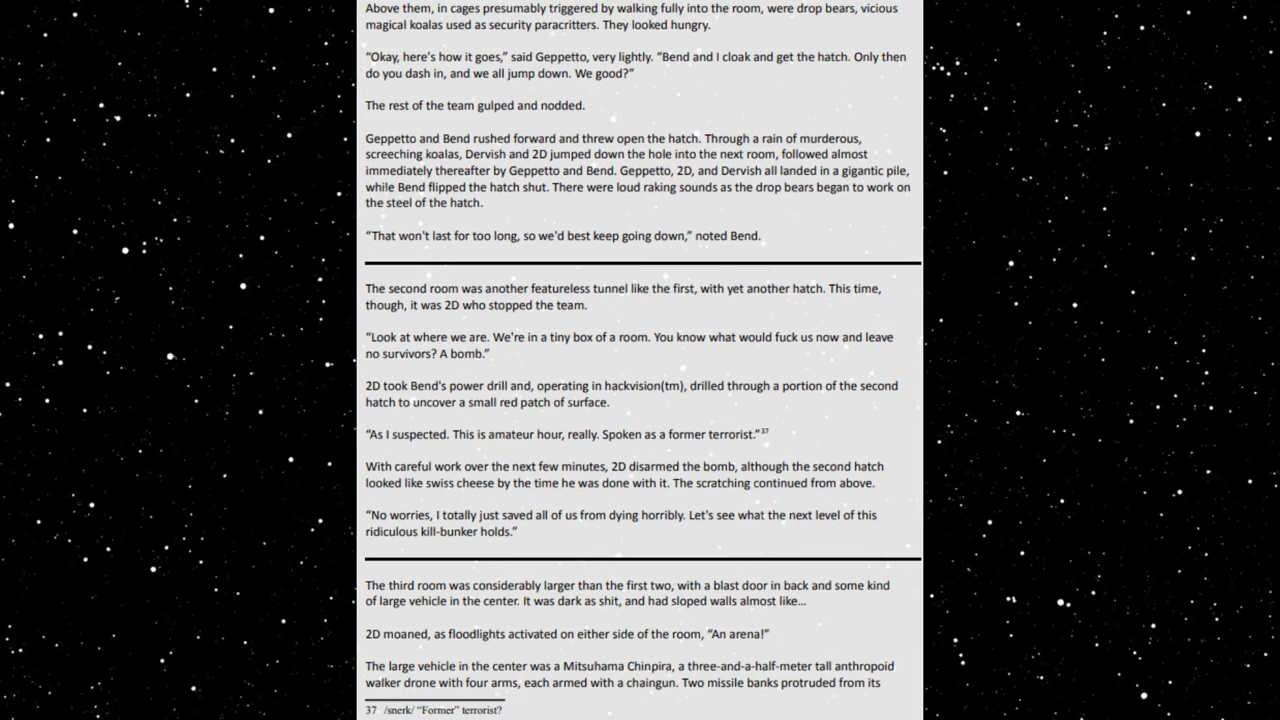 Above them, in cages presumably triggered by walking fully into the room, were drop bears, vicious
magical koalas used as security paracritters. They looked hungry.
“Okay, here's how it goes,” said Geppetto, very lightly. “Bend and I cloak and get the hatch. Only then
do you dash in, and we all jump down. We good?”
The rest of the team gulped and nodded.
Geppetto and Bend rushed forward and threw open the hatch. Through a rain of murderous,
screeching koalas, Dervish and 2D jumped down the hole into the next room, followed almost
immediately thereafter by Geppetto and Bend. Geppetto, 2D, and Dervish all landed in a gigantic pile,
while Bend flipped the hatch shut. There were loud raking sounds as the drop bears began to work on
the steel of the hatch.
“That won't last for too long, so we'd best keep going down,” noted Bend.
The second room was another featureless tunnel like the first, with yet another hatch. This time,
though, it was 2D who stopped the team.
“Look at where we are. We're in a tiny box of a room. You know what would fuck us now and leave
no survivors? A bomb.”
2D took Bend's power drill and, operating in hackvision(tm), drilled through a portion of the second
hatch to uncover a small red patch of surface.
“As I suspected. This is amateur hour, really. Spoken as a former terrorist.”37
With careful work over the next few minutes, 2D disarmed the bomb, although the second hatch
looked like swiss cheese by the time he was done with it. The scratching continued from above.
“No worries, I totally just saved all of us from dying horribly. Let's see what the next level of this
ridiculous kill-bunker holds.”
The third room was considerably larger than the first two, with a blast door in back and some kind
of large vehicle in the center. It was dark as shit, and had sloped walls almost like...
2D moaned, as floodlights activated on either side of the room, “An arena!”
The large vehicle in the center was a Mitsuhama Chinpira, a three-and-a-half-meter tall anthropoid
walker drone with four arms, each armed with a chaingun. Two missile banks protruded from its
37 /snerk/ “Former” terrorist?